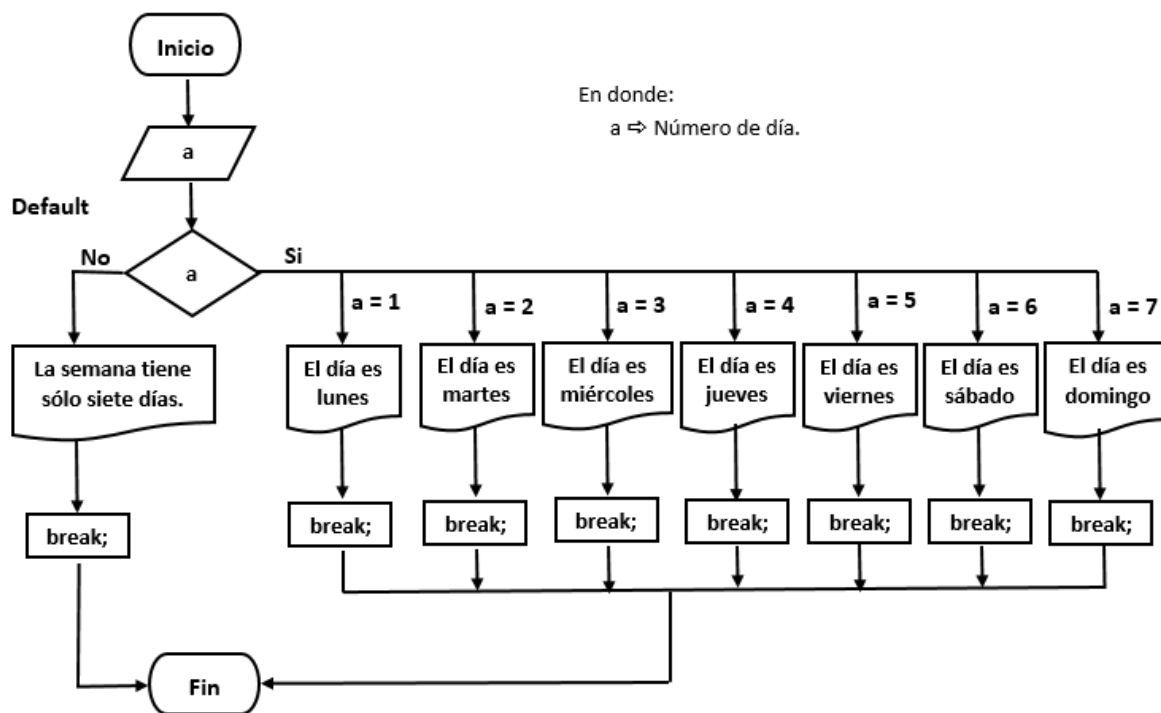 Inicio
En donde:
a ⇨ Número de día.
a
Default
No
a
Si
a = 1
a = 2
a = 3
a = 4
a = 5
a = 6
a = 7
La semana tiene
sólo siete días.
El día es
lunes
El día es
martes
El día es
miércoles
El día es
jueves
El día es
viernes
El día es
sábado
El día es
domingo
break;
break;
break;
break;
break;
break;
break;
break;
Fin